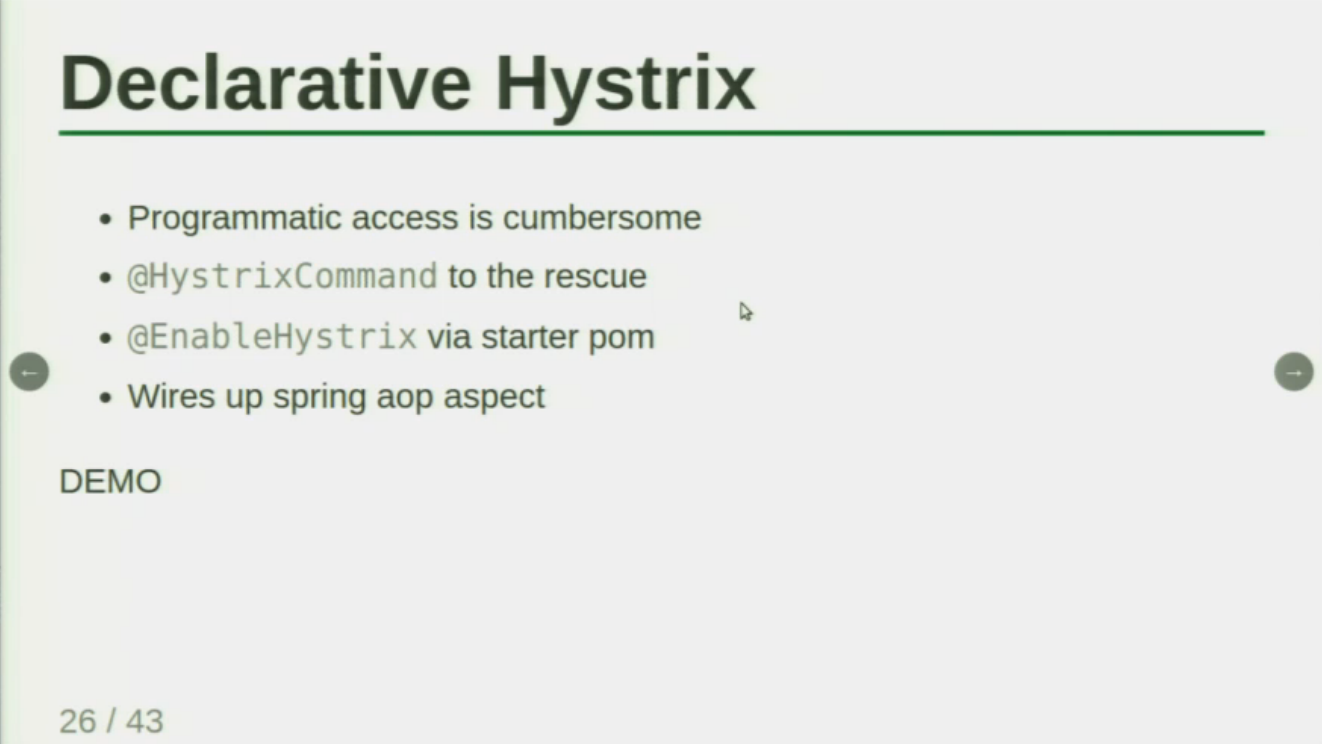 Declarative Hystrix
Programmatic access is cumbersome
@HystrixCommand to the rescue
@EnableHystrix via starter pom
Wires up spring aop aspect
DEMO
26 / 43